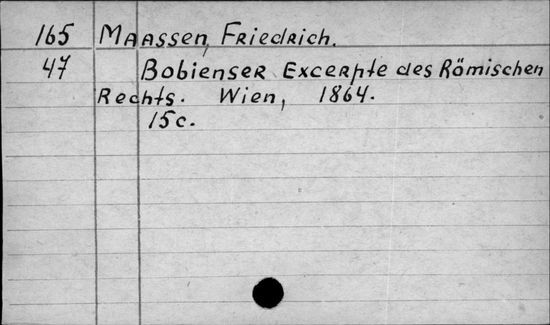 165 Maassen, Friedrich.
47 Bobienser Excerpte des Römischen
Rechts. Wien, 1864.
15c.